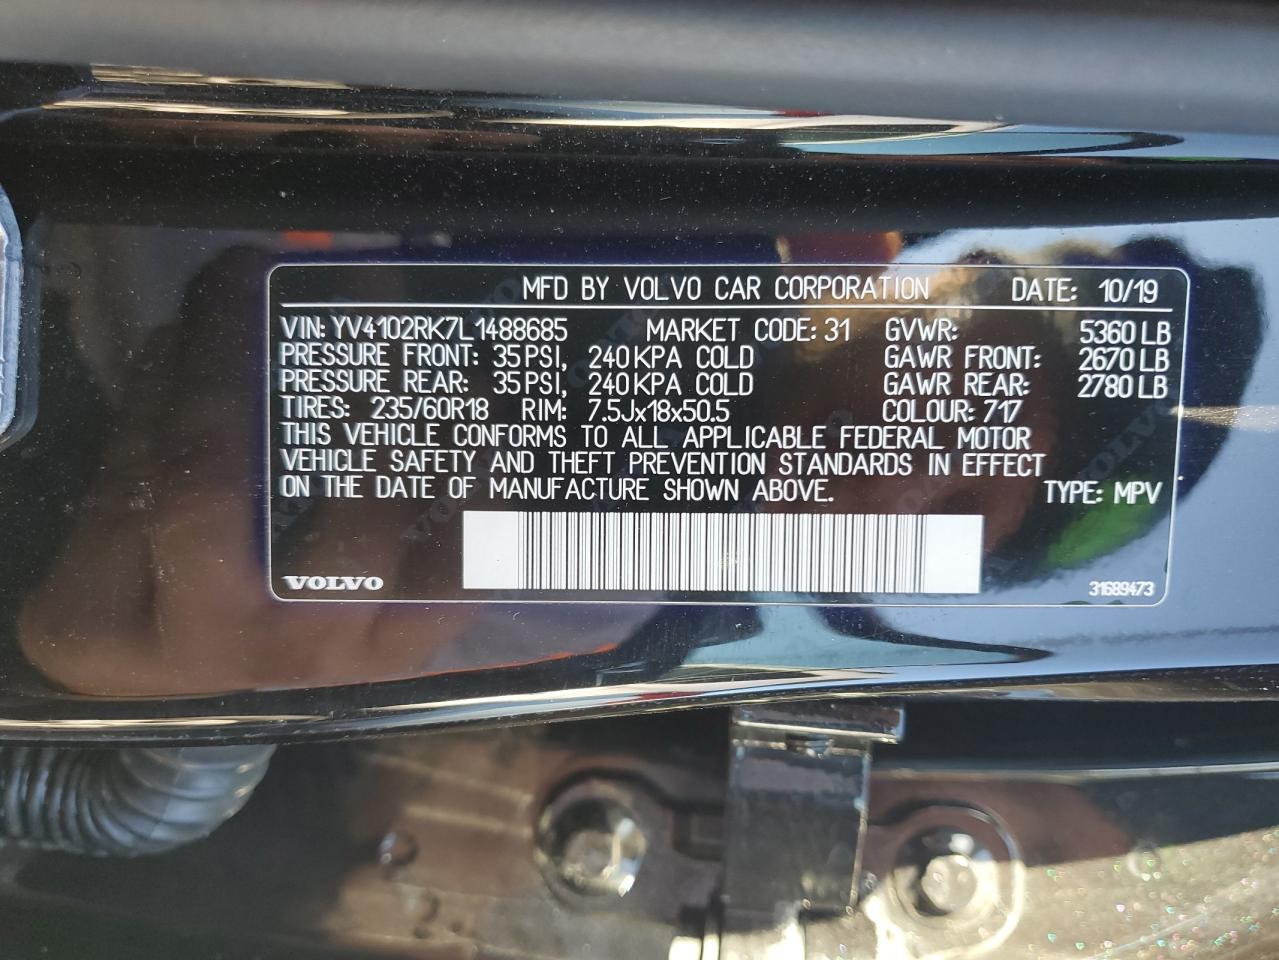 MFD BY VOLVO CAR CORPORATION DATE: 10/19
VIN: YV4102RK7L1488685 MARKET CODE: 31 GVWR: 5360 LB
PRESSURE FRONT: 35 PSI, 240 KPA COLD GAWR FRONT: 2670 LB
PRESSURE REAR: 35 PSI, 240 KPA COLD GAWR REAR: 2780 LB
TIRES: 235/60R18 RIM: 7.5Jx18x50.5 COLOUR: 717
THIS VEHICLE CONFORMS TO ALL APPLICABLE FEDERAL MOTOR
VEHICLE SAFETY AND THEFT PREVENTION STANDARDS IN EFFECT
ON THE DATE OF MANUFACTURE SHOWN ABOVE. TYPE: MPV
VOLVO 31689473